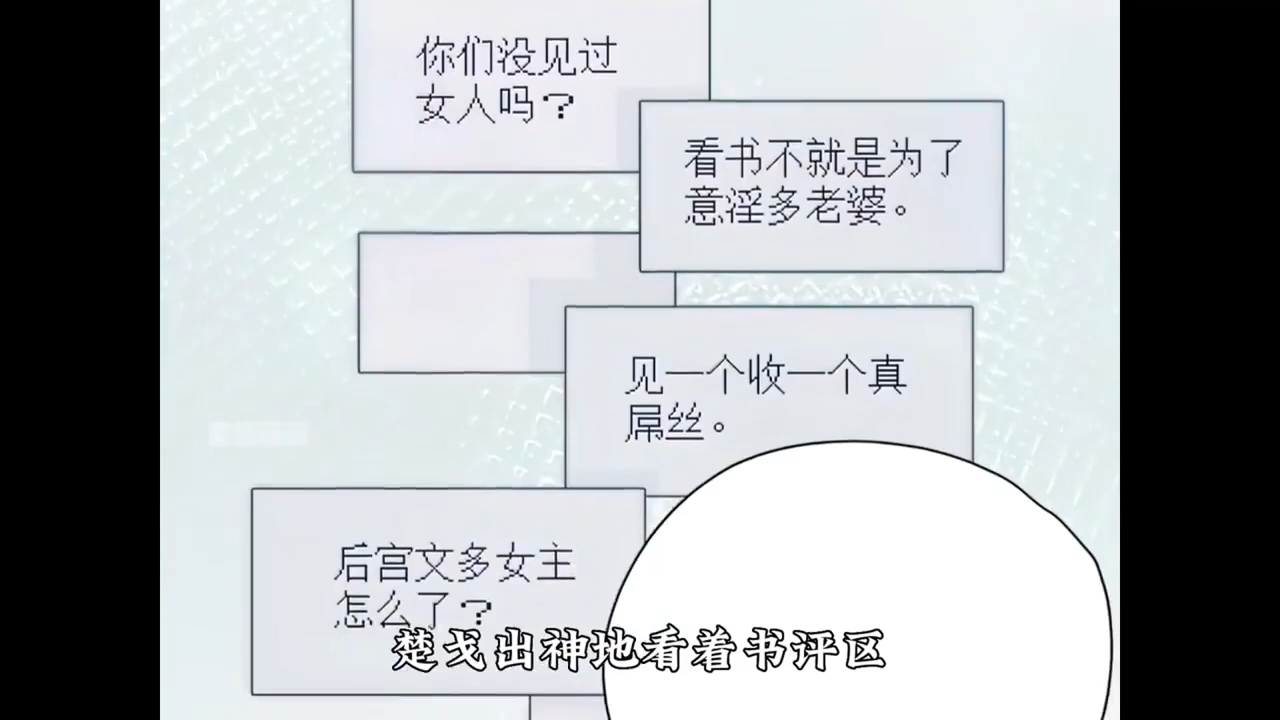 你们没见过
女人吗？
看书不就是为了
意淫多老婆。
见一个收一个真
屌丝。
后宫文多女主
怎么了？
楚戈出神地看着书评区